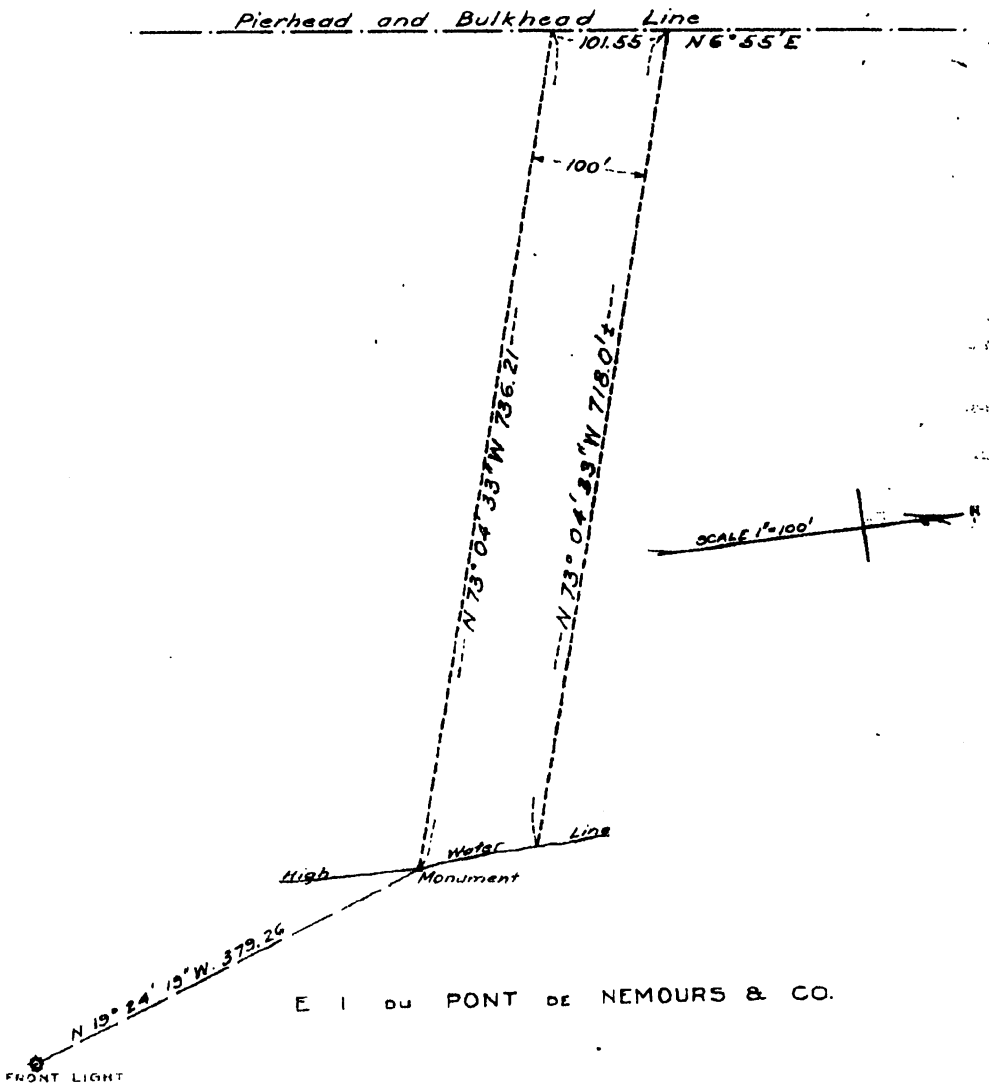 Pierhead and Bulkhead Line
101.55 N 6° 55' E
100'
N 73° 04' 33" W 736.21
N 73° 04' 33" W 718.0'±
SCALE 1"=100'
N
High Water Line
Monument
N 19° 24' 19" W. 379.26
E I DU PONT DE NEMOURS & CO.
FRONT LIGHT